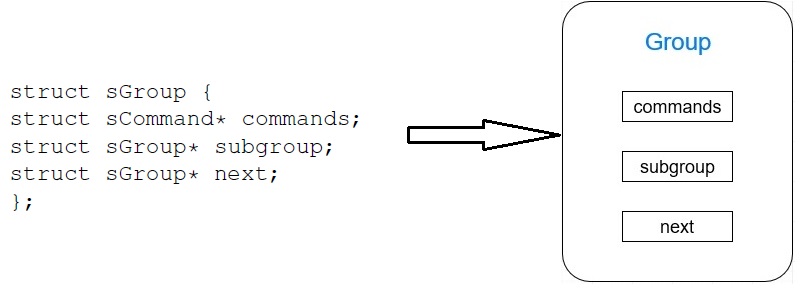 struct sGroup {
struct sCommand* commands;
struct sGroup* subgroup;
struct sGroup* next;
};
Group
commands
subgroup
next